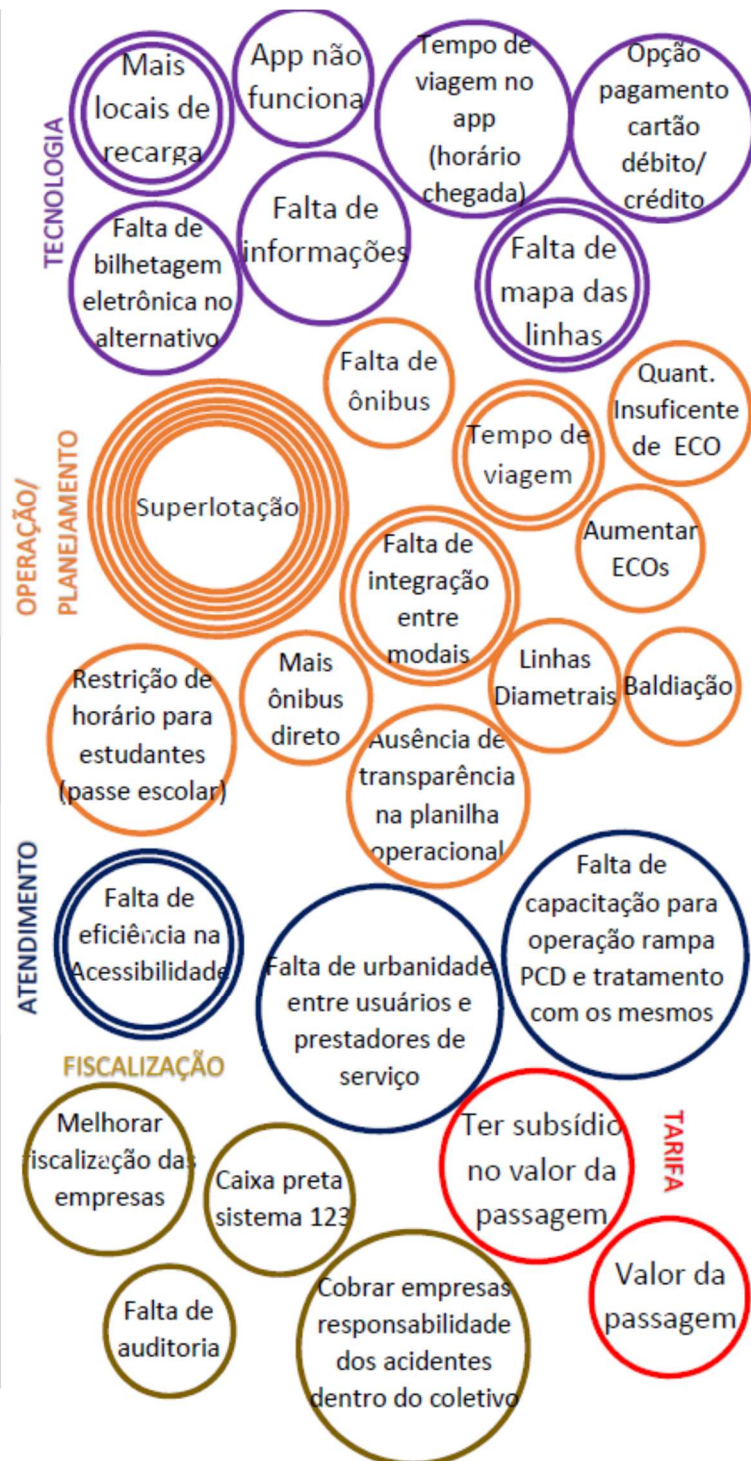 TECNOLOGIA
Mais
locais de
recarga
App não
funciona
Tempo de
viagem no
app
(horário
chegada)
Opção
pagamento
cartão
débito/
crédito
Falta de
bilhetagem
eletrônica no
alternativo
Falta de
informações
Falta de
mapa das
linhas
OPERAÇÃO/
PLANEJAMENTO
Falta de
ônibus
Quant.
Insuficente
de ECO
Superlotação
Tempo de
viagem
Aumentar
ECOs
Falta de
integração
entre
modais
Restrição de
horário para
estudantes
(passe escolar)
Mais
ônibus
direto
Linhas
Diametrais
Baldiação
Ausência de
transparência
na planilha
operacional
ATENDIMENTO
Falta de
eficiência na
Acessibilidade
Falta de urbanidade
entre usuários e
prestadores de
serviço
Falta de
capacitação para
operação rampa
PCD e tratamento
com os mesmos
FISCALIZAÇÃO
Melhorar
fiscalização das
empresas
Caixa preta
sistema 123
Falta de
auditoria
Cobrar empresas
responsabilidade
dos acidentes
dentro do coletivo
TARIFA
Ter subsídio
no valor da
passagem
Valor da
passagem